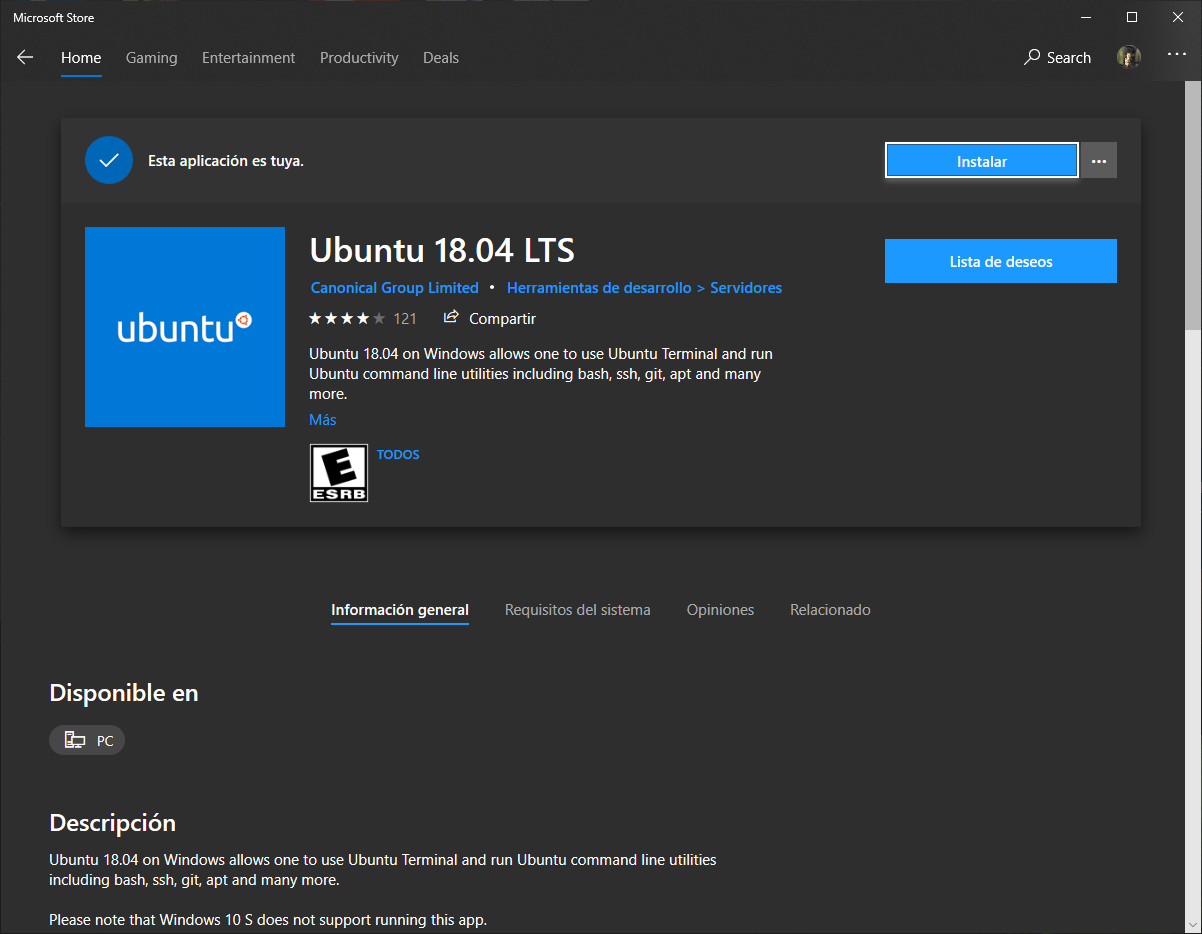 Microsoft Store
Home Gaming Entertainment Productivity Deals Search
Esta aplicación es tuya.
Instalar
ubuntu
Ubuntu 18.04 LTS
Lista de deseos
Canonical Group Limited • Herramientas de desarrollo > Servidores
121 Compartir
Ubuntu 18.04 on Windows allows one to use Ubuntu Terminal and run
Ubuntu command line utilities including bash, ssh, git, apt and many
more.
Más
E
ESRB
TODOS
Información general Requisitos del sistema Opiniones Relacionado
Disponible en
PC
Descripción
Ubuntu 18.04 on Windows allows one to use Ubuntu Terminal and run Ubuntu command line utilities
including bash, ssh, git, apt and many more.
Please note that Windows 10 S does not support running this app.